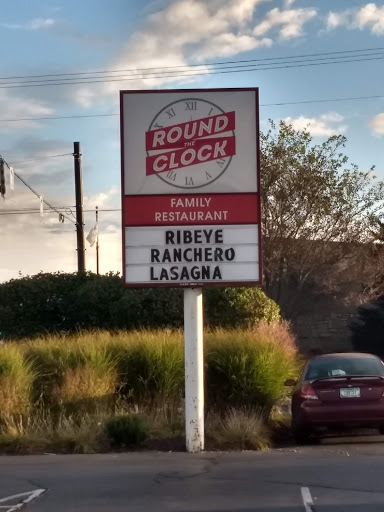 ROUND
THE
CLOCK
FAMILY
RESTAURANT
RIBEYE
RANCHERO
LASAGNA